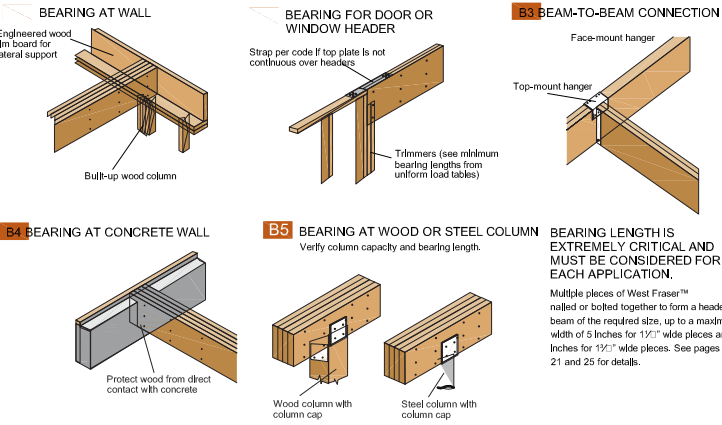 BEARING AT WALL
Engineered wood
rim board for
lateral support
Built-up wood column
BEARING FOR DOOR OR
WINDOW HEADER
Strap per code if top plate is not
continuous over headers
Trimmers (see minimum
bearing lengths from
uniform load tables)
B3 BEAM-TO-BEAM CONNECTION
Face-mount hanger
Top-mount hanger
B4 BEARING AT CONCRETE WALL
Protect wood from direct
contact with concrete
B5 BEARING AT WOOD OR STEEL COLUMN
Verify column capacity and bearing length.
Wood column with
column cap
Steel column with
column cap
BEARING LENGTH IS
EXTREMELY CRITICAL AND
MUST BE CONSIDERED FOR
EACH APPLICATION.
Multiple pieces of West Fraser™
nailed or bolted together to form a heade
beam of the required size, up to a maxim
width of 5 inches for wide pieces a
inches for wide pieces. See pages
21 and 25 for details.